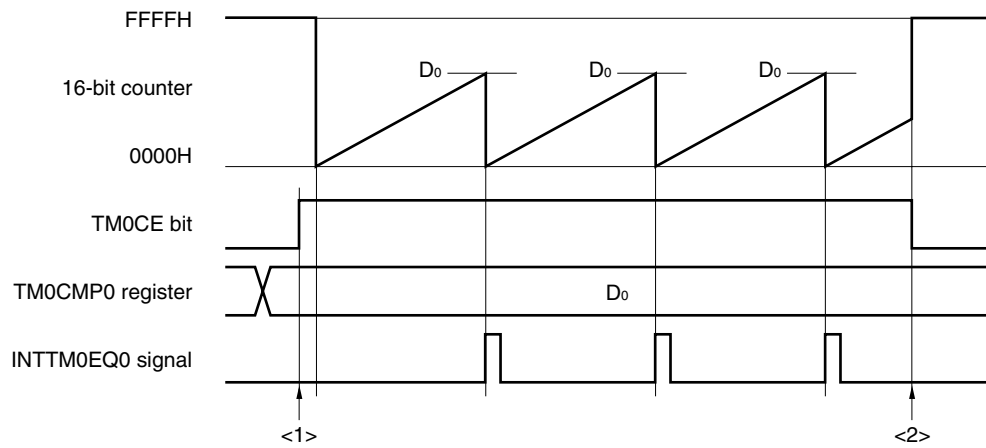 FFFFH
D₀ D₀ D₀
16-bit counter
0000H
TM0CE bit
TM0CMP0 register D₀
INTTM0EQ0 signal
<1> <2>